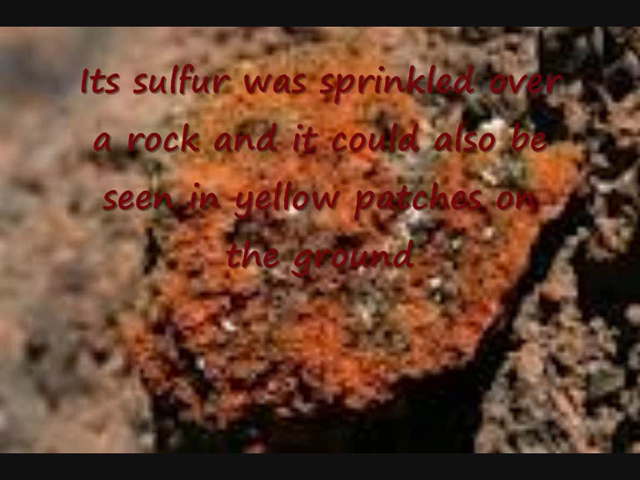 Its sulfur was sprinkled over
a rock and it could also be
seen in yellow patches on
the ground